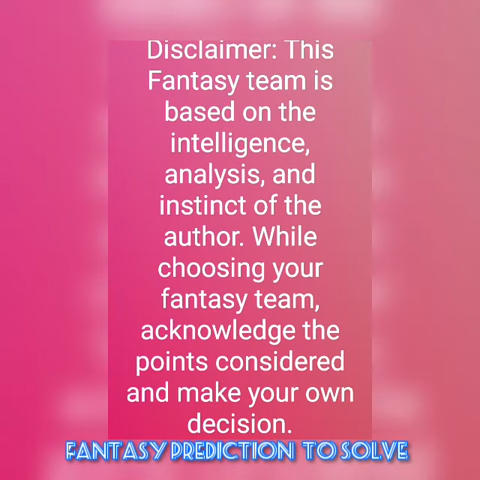 Disclaimer: This
Fantasy team is
based on the
intelligence,
analysis, and
instinct of the
author. While
choosing your
fantasy team,
acknowledge the
points considered
and make your own
decision.
FANTASY PREDICTION TO SOLVE